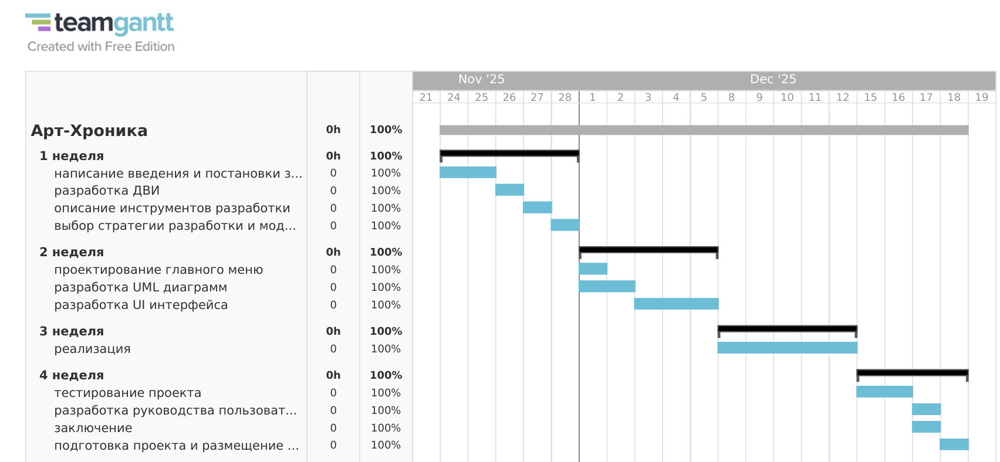 teamgantt
Created with Free Edition
Nov '25 Dec '25
21 24 25 26 27 28 1 2 3 4 5 8 9 10 11 12 15 16 17 18 19
Арт-Хроника 0h 100%
1 неделя 0h 100%
написание введения и постановки з... 0 100%
разработка ДВИ 0 100%
описание инструментов разработки 0 100%
выбор стратегии разработки и мод... 0 100%
2 неделя 0h 100%
проектирование главного меню 0 100%
разработка UML диаграмм 0 100%
разработка UI интерфейса 0 100%
3 неделя 0h 100%
реализация 0 100%
4 неделя 0h 100%
тестирование проекта 0 100%
разработка руководства пользоват... 0 100%
заключение 0 100%
подготовка проекта и размещение ... 0 100%